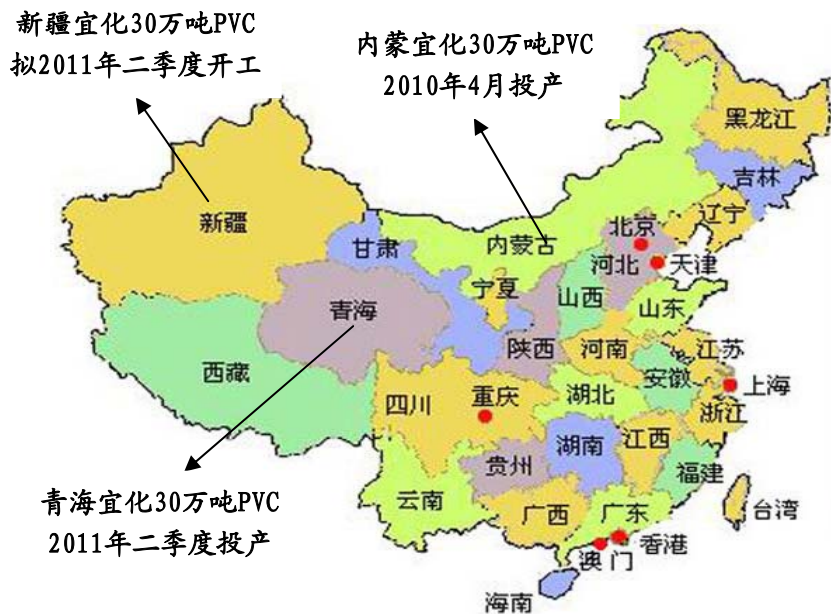 新疆宜化30万吨PVC
拟2011年二季度开工
内蒙宜化30万吨PVC
2010年4月投产
黑龙江
吉林
辽宁
新疆
北京
内蒙古
甘肃
河北
天津
宁夏
山西
青海
山东
陕西
河南
江苏
西藏
安徽
上海
四川
重庆
湖北
浙江
湖南
江西
贵州
福建
青海宜化30万吨PVC
2011年二季度投产
云南
广西
广东
台湾
香港
澳门
海南